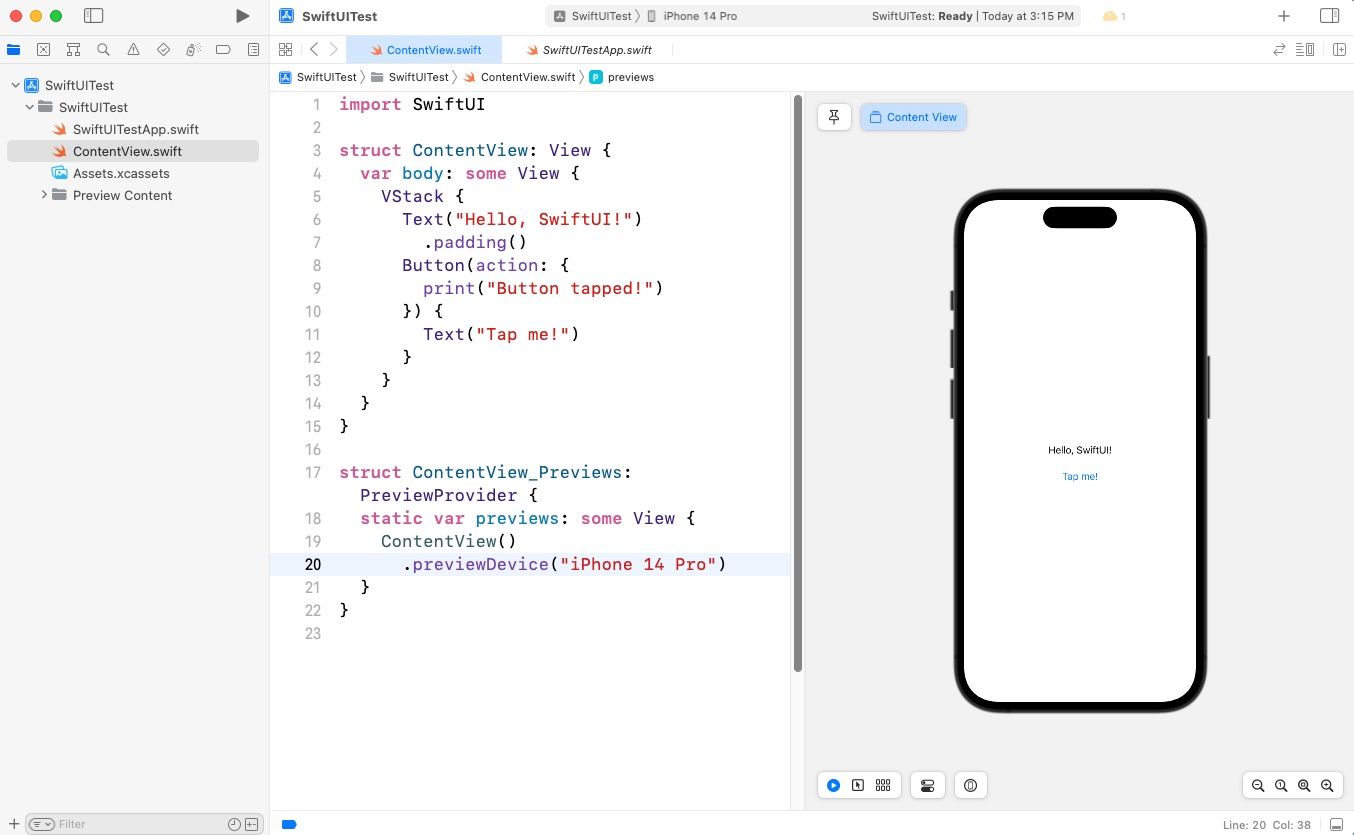 SwiftUITest
SwiftUITest 〉 iPhone 14 Pro
SwiftUITest: Ready | Today at 3:15 PM
1
ContentView.swift
SwiftUITestApp.swift
SwiftUITest 〉 SwiftUITest 〉 ContentView.swift 〉 P previews
SwiftUITest
SwiftUITest
SwiftUITestApp.swift
ContentView.swift
Assets.xcassets
Preview Content
1 import SwiftUI
2
3 struct ContentView: View {
4   var body: some View {
5     VStack {
6       Text("Hello, SwiftUI!")
7         .padding()
8       Button(action: {
9         print("Button tapped!")
10       }) {
11         Text("Tap me!")
12       }
13     }
14   }
15 }
16
17 struct ContentView_Previews:
  PreviewProvider {
18   static var previews: some View {
19     ContentView()
20       .previewDevice("iPhone 14 Pro")
21   }
22 }
23
Content View
Hello, SwiftUI!
Tap me!
Filter
Line: 20 Col: 38